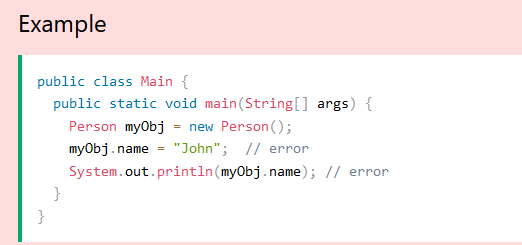 Example
public class Main {
  public static void main(String[] args) {
    Person myObj = new Person();
    myObj.name = "John";  // error
    System.out.println(myObj.name); // error
  }
}